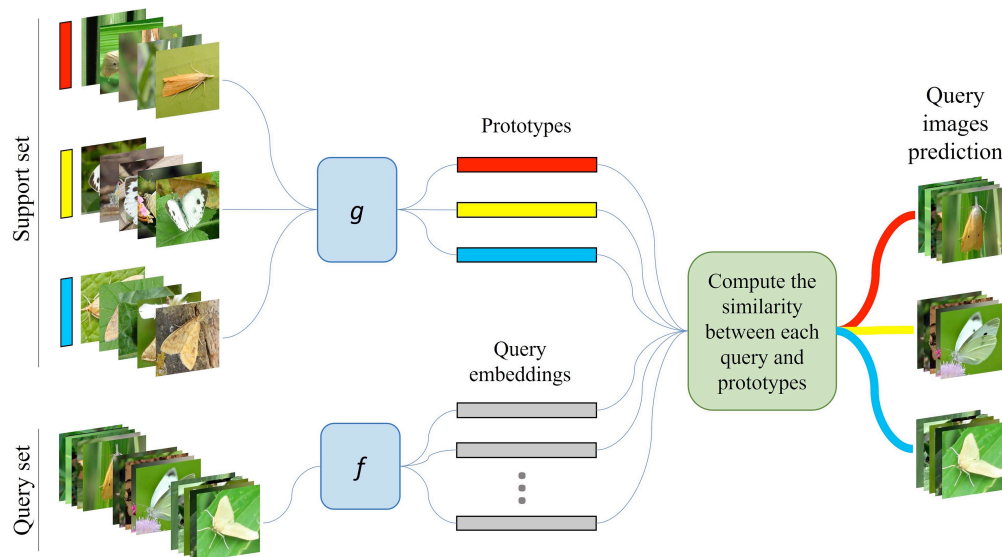 Support set
g
Prototypes
Query
images
prediction
Compute the
similarity
between each
query and
prototypes
Query set
f
Query
embeddings